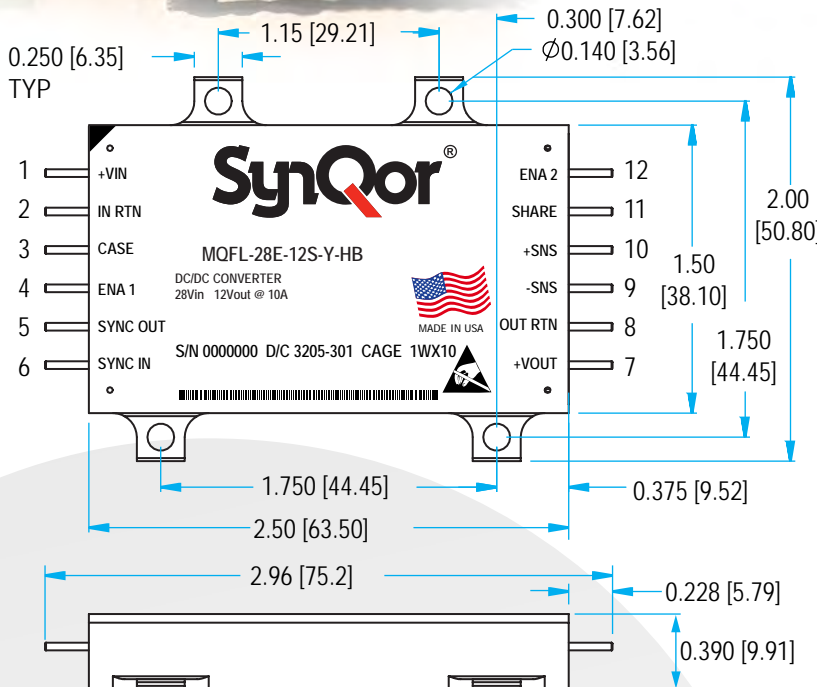 0.300 [7.62]
1.15 [29.21]
0.250 [6.35]
TYP
Ø0.140 [3.56]
SynQor®
1
+VIN
2
IN RTN
3
CASE
4
ENA 1
5
SYNC OUT
6
SYNC IN
MQFL-28E-12S-Y-HB
DC/DC CONVERTER
28Vin 12Vout @ 10A
MADE IN USA
S/N 0000000 D/C 3205-301 CAGE 1WX10
ENA 2
12
SHARE
11
+SNS
10
-SNS
9
OUT RTN
8
+VOUT
7
2.00
[50.80]
1.50
[38.10]
1.750
[44.45]
1.750 [44.45]
0.375 [9.52]
2.50 [63.50]
2.96 [75.2]
0.228 [5.79]
0.390 [9.91]